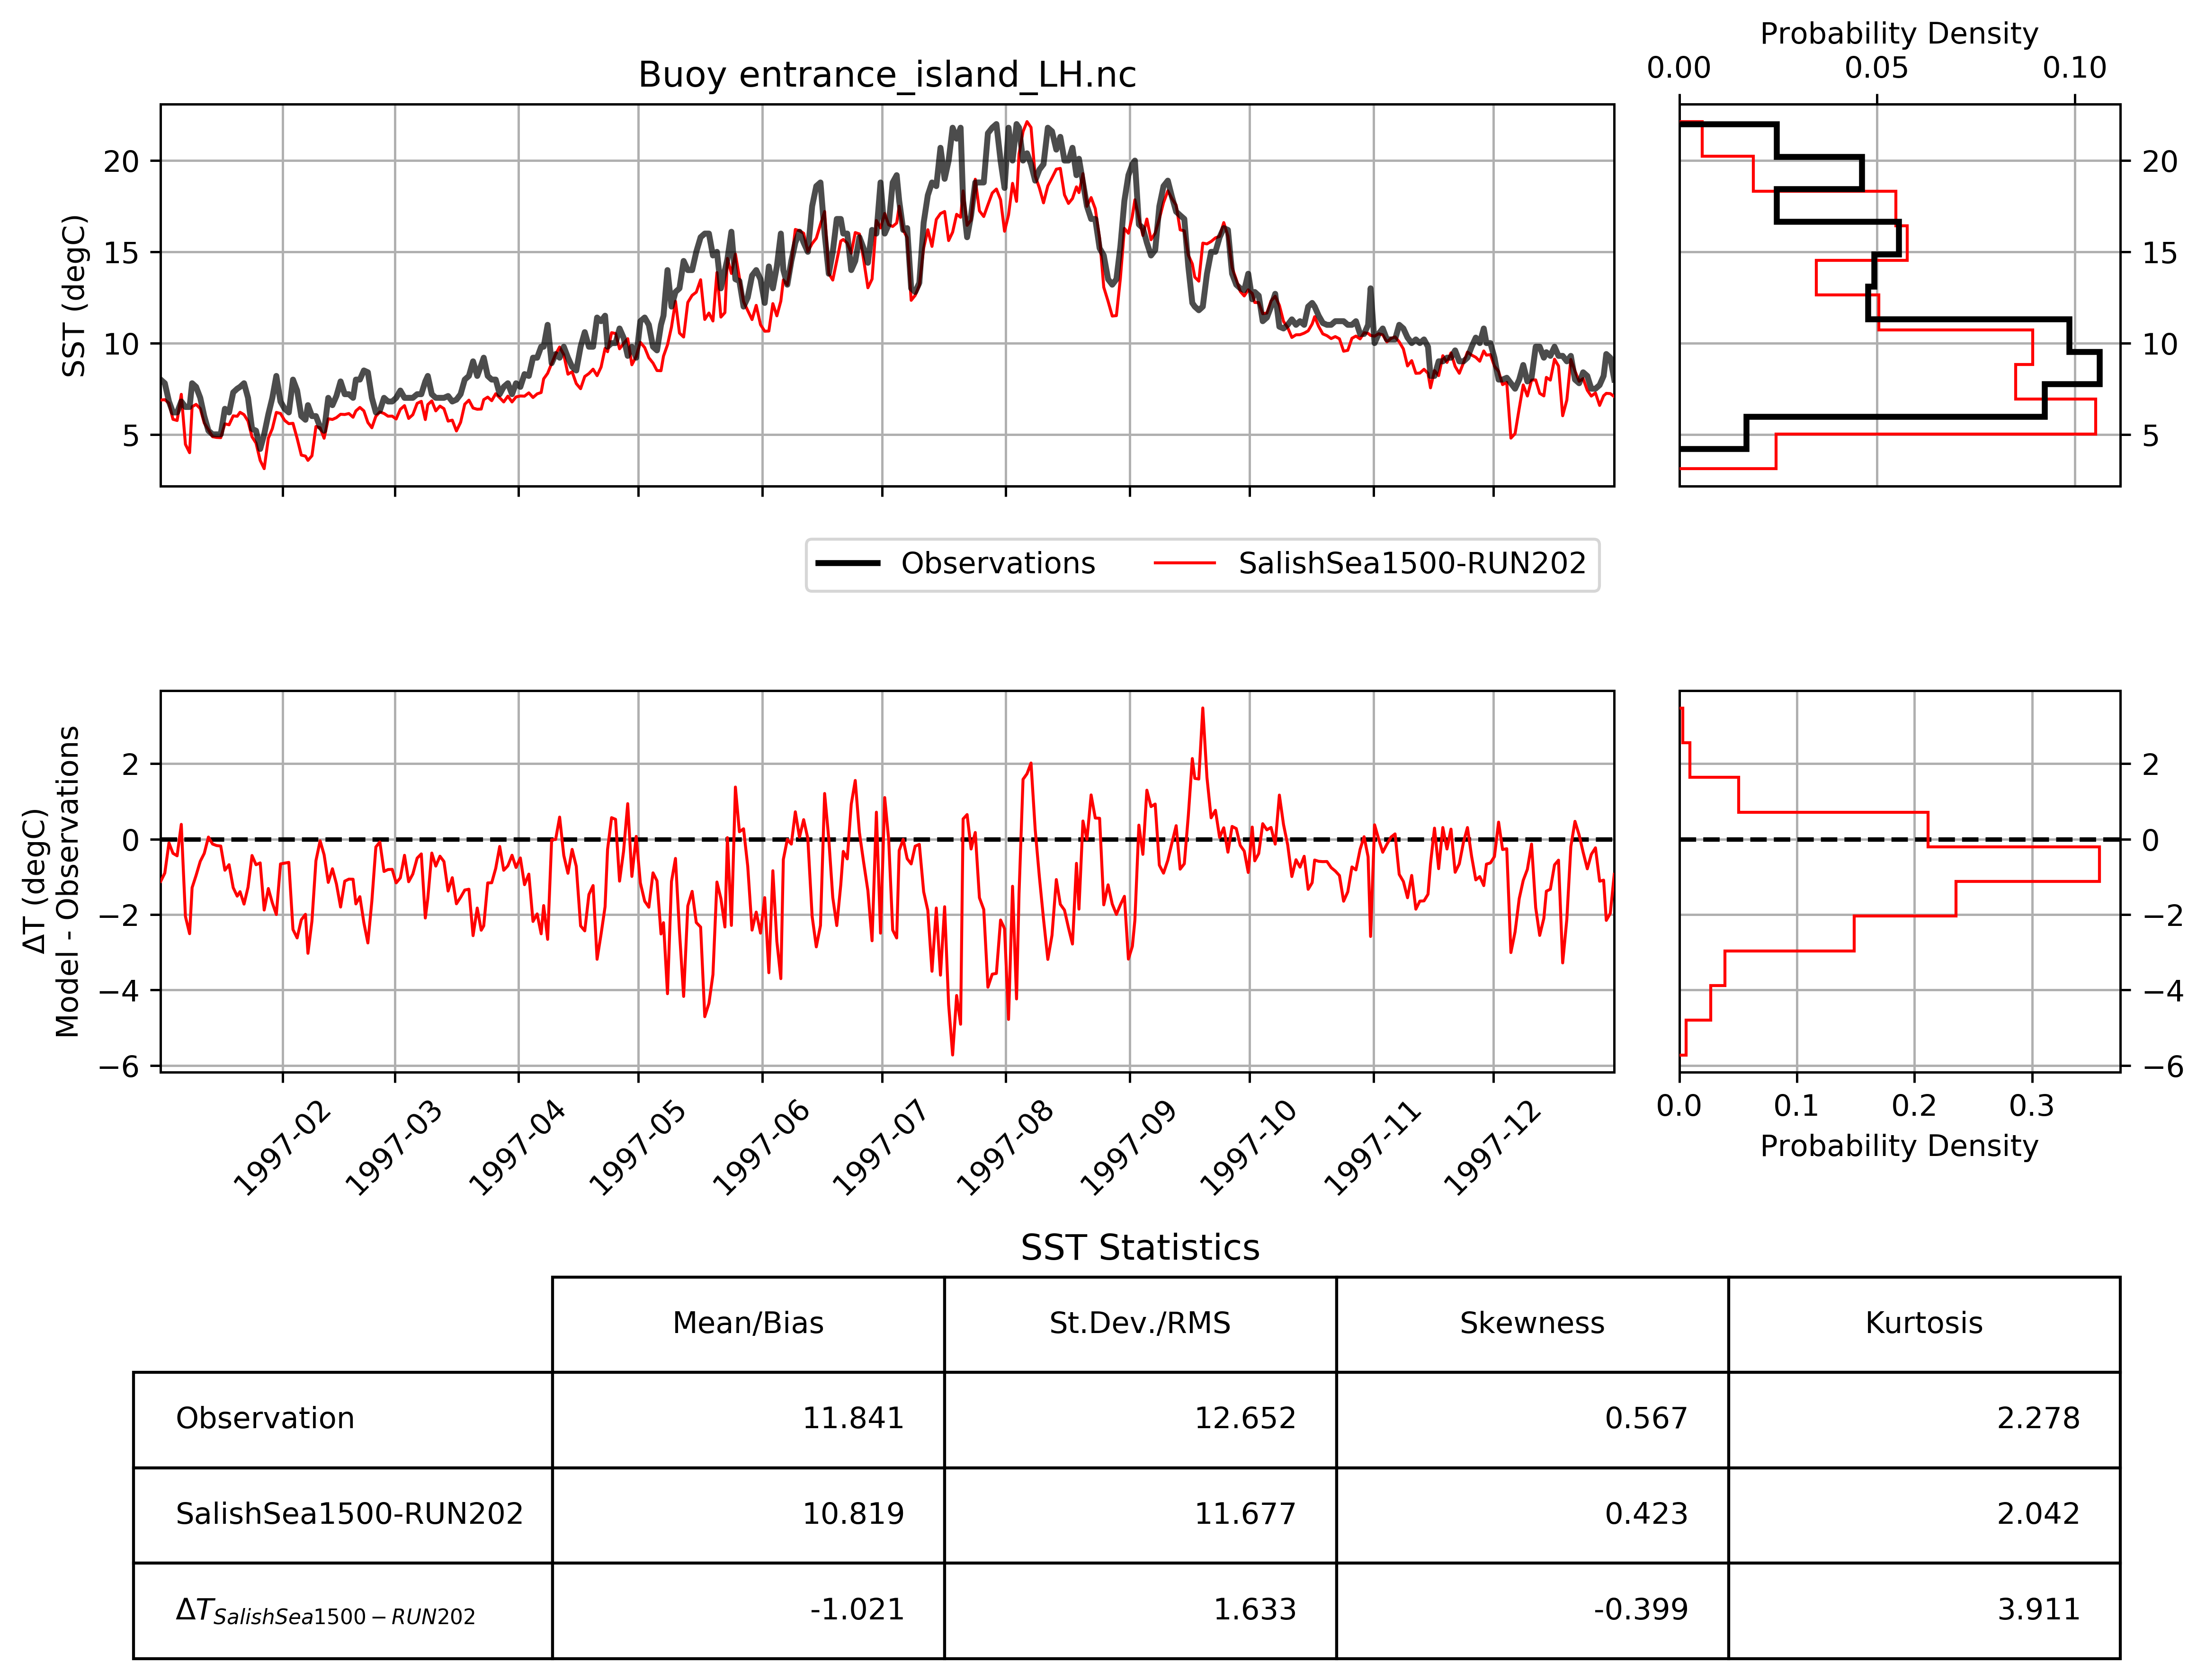 Probability Density
0.00 0.05 0.10
Buoy entrance_island_LH.nc
SST (degC)
20
15
10
5
20
15
10
5
Observations SalishSea1500-RUN202
ΔT (degC)
Model - Observations
2
0
−2
−4
−6
2
0
−2
−4
−6
1997-02 1997-03 1997-04 1997-05 1997-06 1997-07 1997-08 1997-09 1997-10 1997-11 1997-12
0.0 0.1 0.2 0.3
Probability Density
SST Statistics
Mean/Bias St.Dev./RMS Skewness Kurtosis
Observation 11.841 12.652 0.567 2.278
SalishSea1500-RUN202 10.819 11.677 0.423 2.042
ΔT SalishSea1500−RUN202 -1.021 1.633 -0.399 3.911